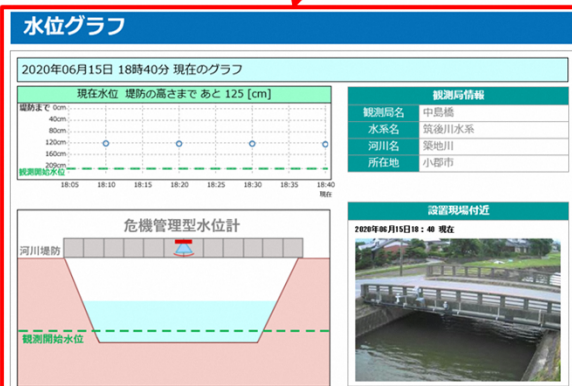 水位グラフ
2020年06月15日 18時40分 現在のグラフ
現在水位 堤防の高さまで あと 125 [cm]
堤防まで 0cm
40cm
80cm
120cm
160cm
209cm
観測開始水位
18:05 18:10 18:15 18:20 18:25 18:30 18:35 18:40
現在
危機管理型水位計
河川堤防
観測開始水位
観測局情報
観測局名 中島橋
水系名 筑後川水系
河川名 築地川
所在地 小郡市
設置現場付近
2020年06月15日18:40 現在